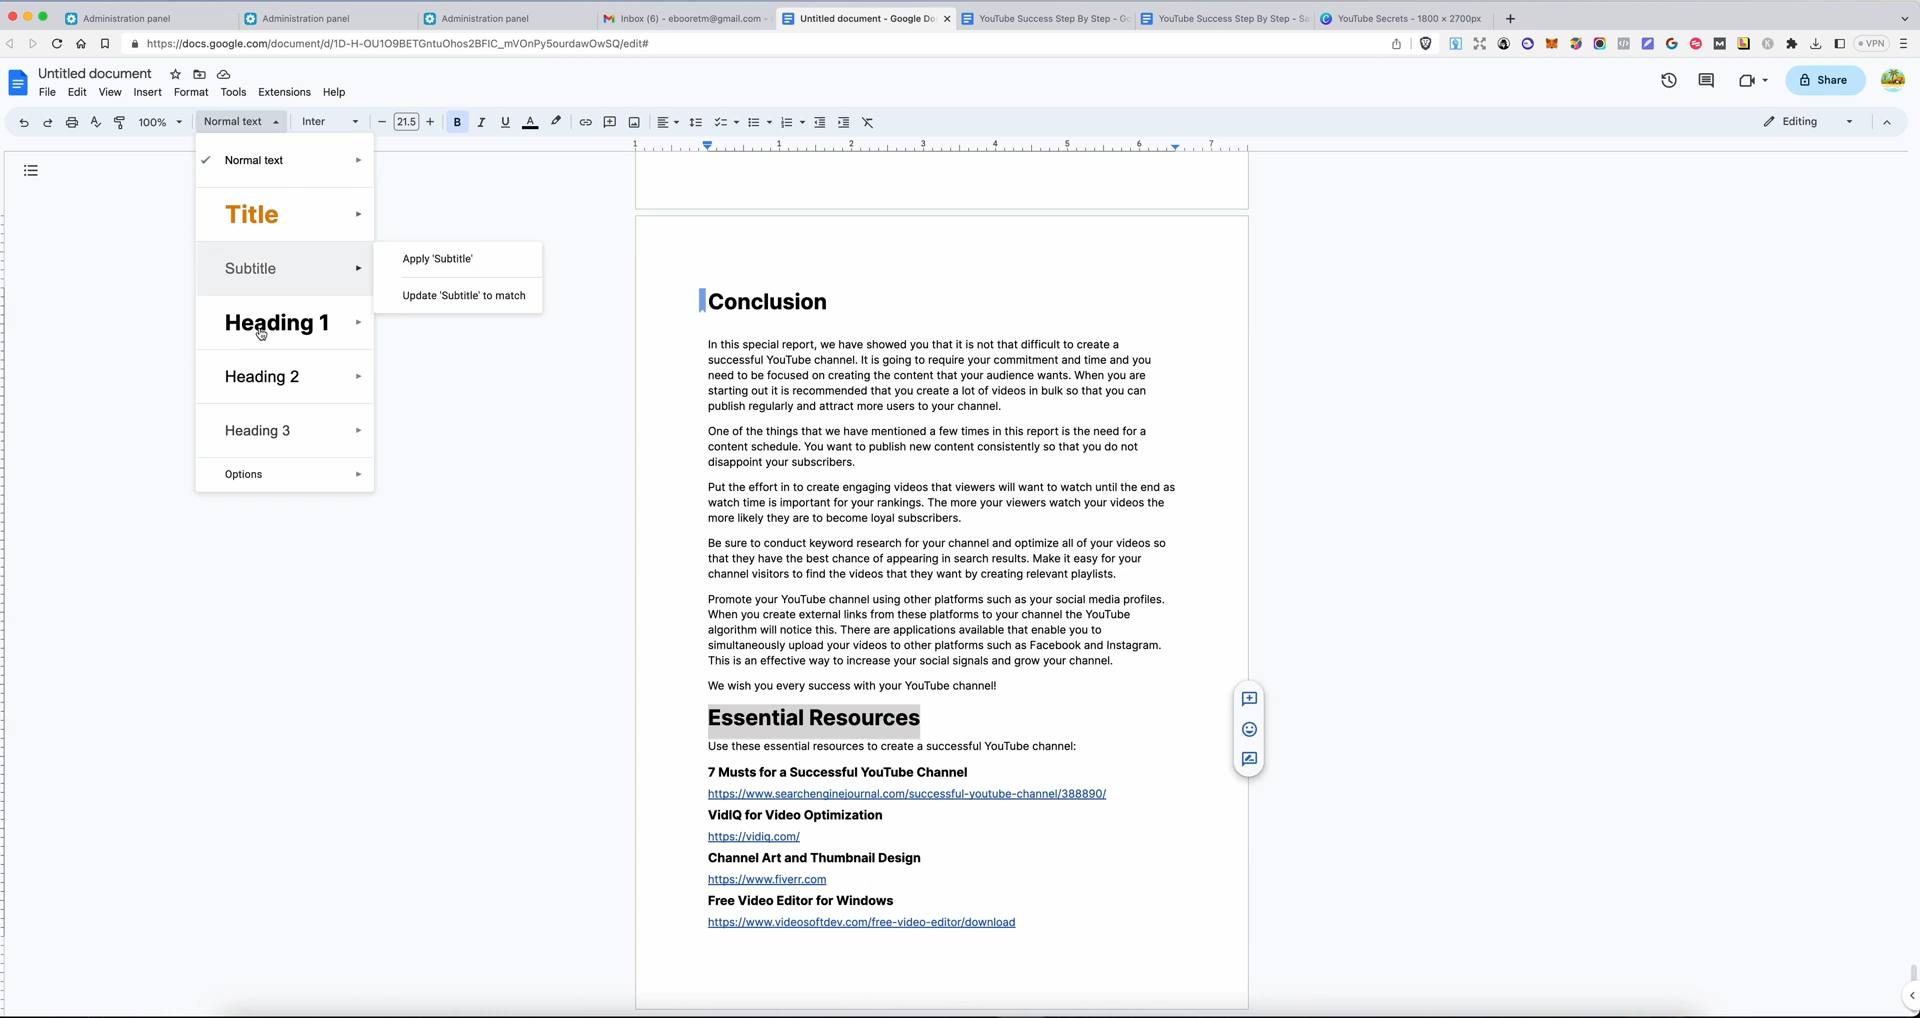 Administration panel
Administration panel
Administration panel
Inbox (6) - ebooretm@gmail.com -
Untitled document - Google Do
YouTube Success Step By Step - Go
YouTube Success Step By Step - Sa
YouTube Secrets - 1800 × 2700px
https://docs.google.com/document/d/1D-H-OU1O9BETGntuOhos2BFIC_mVOnPy5ourdawOwSQ/edit#
VPN
Untitled document
File Edit View Insert Format Tools Extensions Help
Share
100% Normal text Inter 21.5 B I U A
Editing
1 1 2 3 4 5 6 7
Normal text
Title
Subtitle
Apply 'Subtitle'
Update 'Subtitle' to match
Heading 1
Heading 2
Heading 3
Options
Conclusion
In this special report, we have showed you that it is not that difficult to create a
successful YouTube channel. It is going to require your commitment and time and you
need to be focused on creating the content that your audience wants. When you are
starting out it is recommended that you create a lot of videos in bulk so that you can
publish regularly and attract more users to your channel.
One of the things that we have mentioned a few times in this report is the need for a
content schedule. You want to publish new content consistently so that you do not
disappoint your subscribers.
Put the effort in to create engaging videos that viewers will want to watch until the end as
watch time is important for your rankings. The more your viewers watch your videos the
more likely they are to become loyal subscribers.
Be sure to conduct keyword research for your channel and optimize all of your videos so
that they have the best chance of appearing in search results. Make it easy for your
channel visitors to find the videos that they want by creating relevant playlists.
Promote your YouTube channel using other platforms such as your social media profiles.
When you create external links from these platforms to your channel the YouTube
algorithm will notice this. There are applications available that enable you to
simultaneously upload your videos to other platforms such as Facebook and Instagram.
This is an effective way to increase your social signals and grow your channel.
We wish you every success with your YouTube channel!
Essential Resources
Use these essential resources to create a successful YouTube channel:
7 Musts for a Successful YouTube Channel
https://www.searchenginejournal.com/successful-youtube-channel/388890/
VidIQ for Video Optimization
https://vidiq.com/
Channel Art and Thumbnail Design
https://www.fiverr.com
Free Video Editor for Windows
https://www.videosoftdev.com/free-video-editor/download